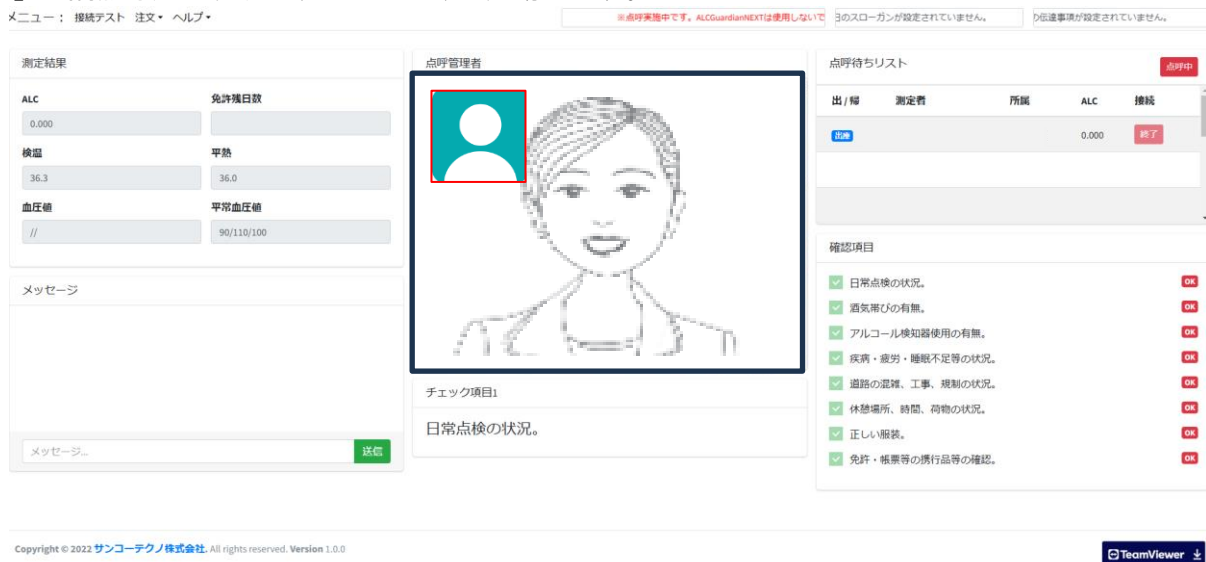 メニュー： 接続テスト 注文 ヘルプ
※点呼実施中です。ALCGuardianNEXTは使用しないで
日のスローガンが設定されていません。
の伝達事項が設定されていません。
測定結果
ALC
免許残日数
0.000
検温
平熱
36.3
36.0
血圧値
平常血圧値
//
90/110/100
メッセージ
メッセージ...
送信
点呼管理者
チェック項目1
日常点検の状況。
点呼待ちリスト
点呼中
出 / 帰 測定者 所属 ALC 接続
出庫 0.000 終了
確認項目
日常点検の状況。 OK
酒気帯びの有無。 OK
アルコール検知器使用の有無。 OK
疾病・疲労・睡眠不足等の状況。 OK
道路の混雑、工事、規制の状況。 OK
休憩場所、時間、荷物の状況。 OK
正しい服装。 OK
免許・帳票等の携行品等の確認。 OK
Copyright © 2022 サンコーテクノ株式会社. All rights reserved. Version 1.0.0
TeamViewer